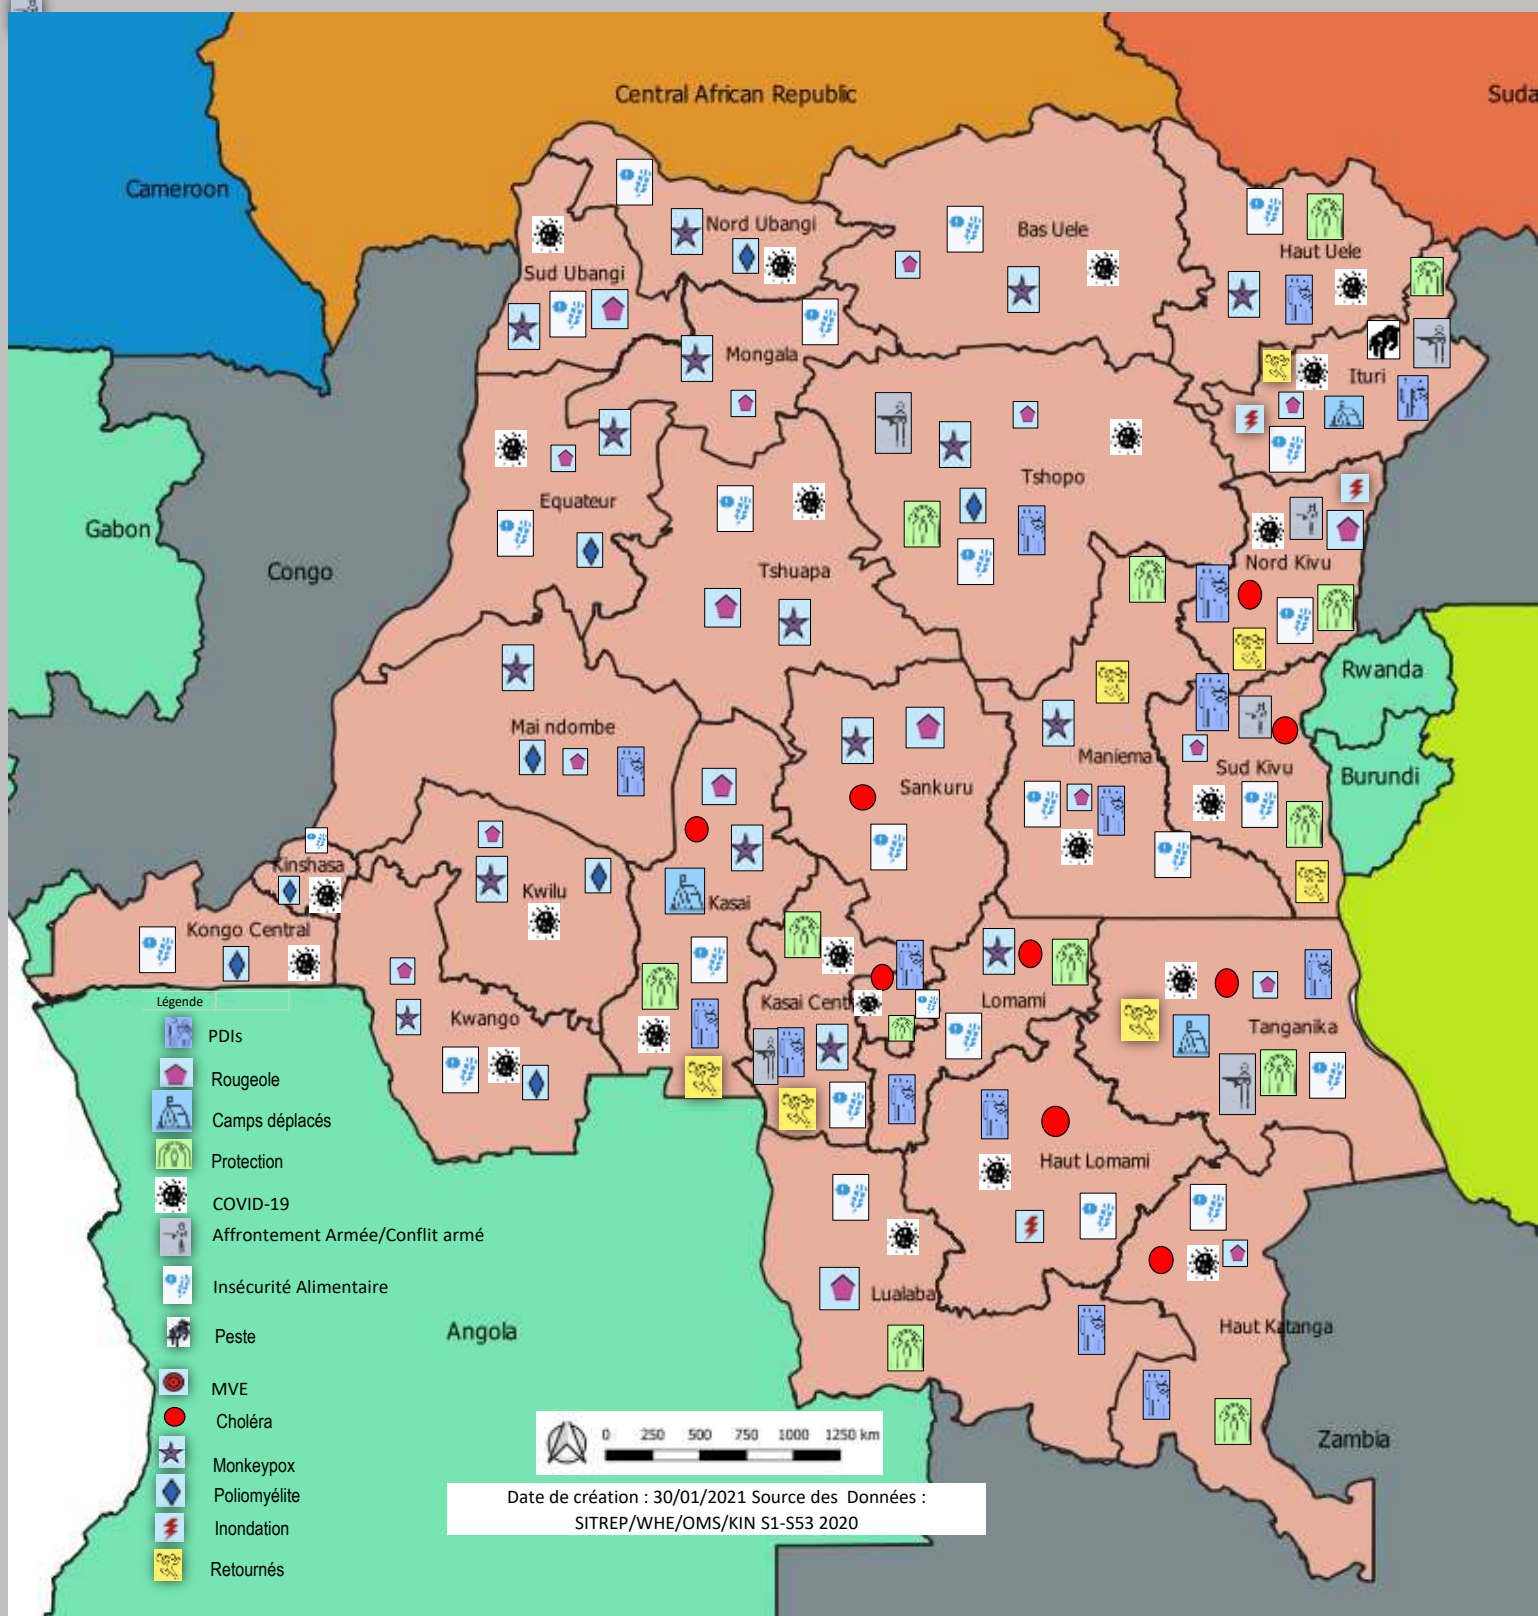 Central African Republic
Suda
Cameroon
Nord Ubangi
Bas Uele
Haut Uele
Sud Ubangi
Mongala
Ituri
Equateur
Tshopo
Gabon
Congo
Tshuapa
Nord Kivu
Rwanda
Mai ndombe
Maniema
Sud Kivu
Burundi
Sankuru
Kinshasa
Kwilu
Kasai
Kongo Central
Légende
Kasai Cent
Lomami
Kwango
Tanganika
PDIs
Rougeole
Camps déplacés
Protection
Haut Lomami
COVID-19
Affrontement Armée/Conflit armé
Insécurité Alimentaire
Lualaba
Peste
Angola
Haut Katanga
MVE
Choléra
0 250 500 750 1000 1250 km
Zambia
Monkeypox
Poliomyélite
Date de création : 30/01/2021 Source des Données :
SITREP/WHE/OMS/KIN S1-S53 2020
Inondation
Retournés